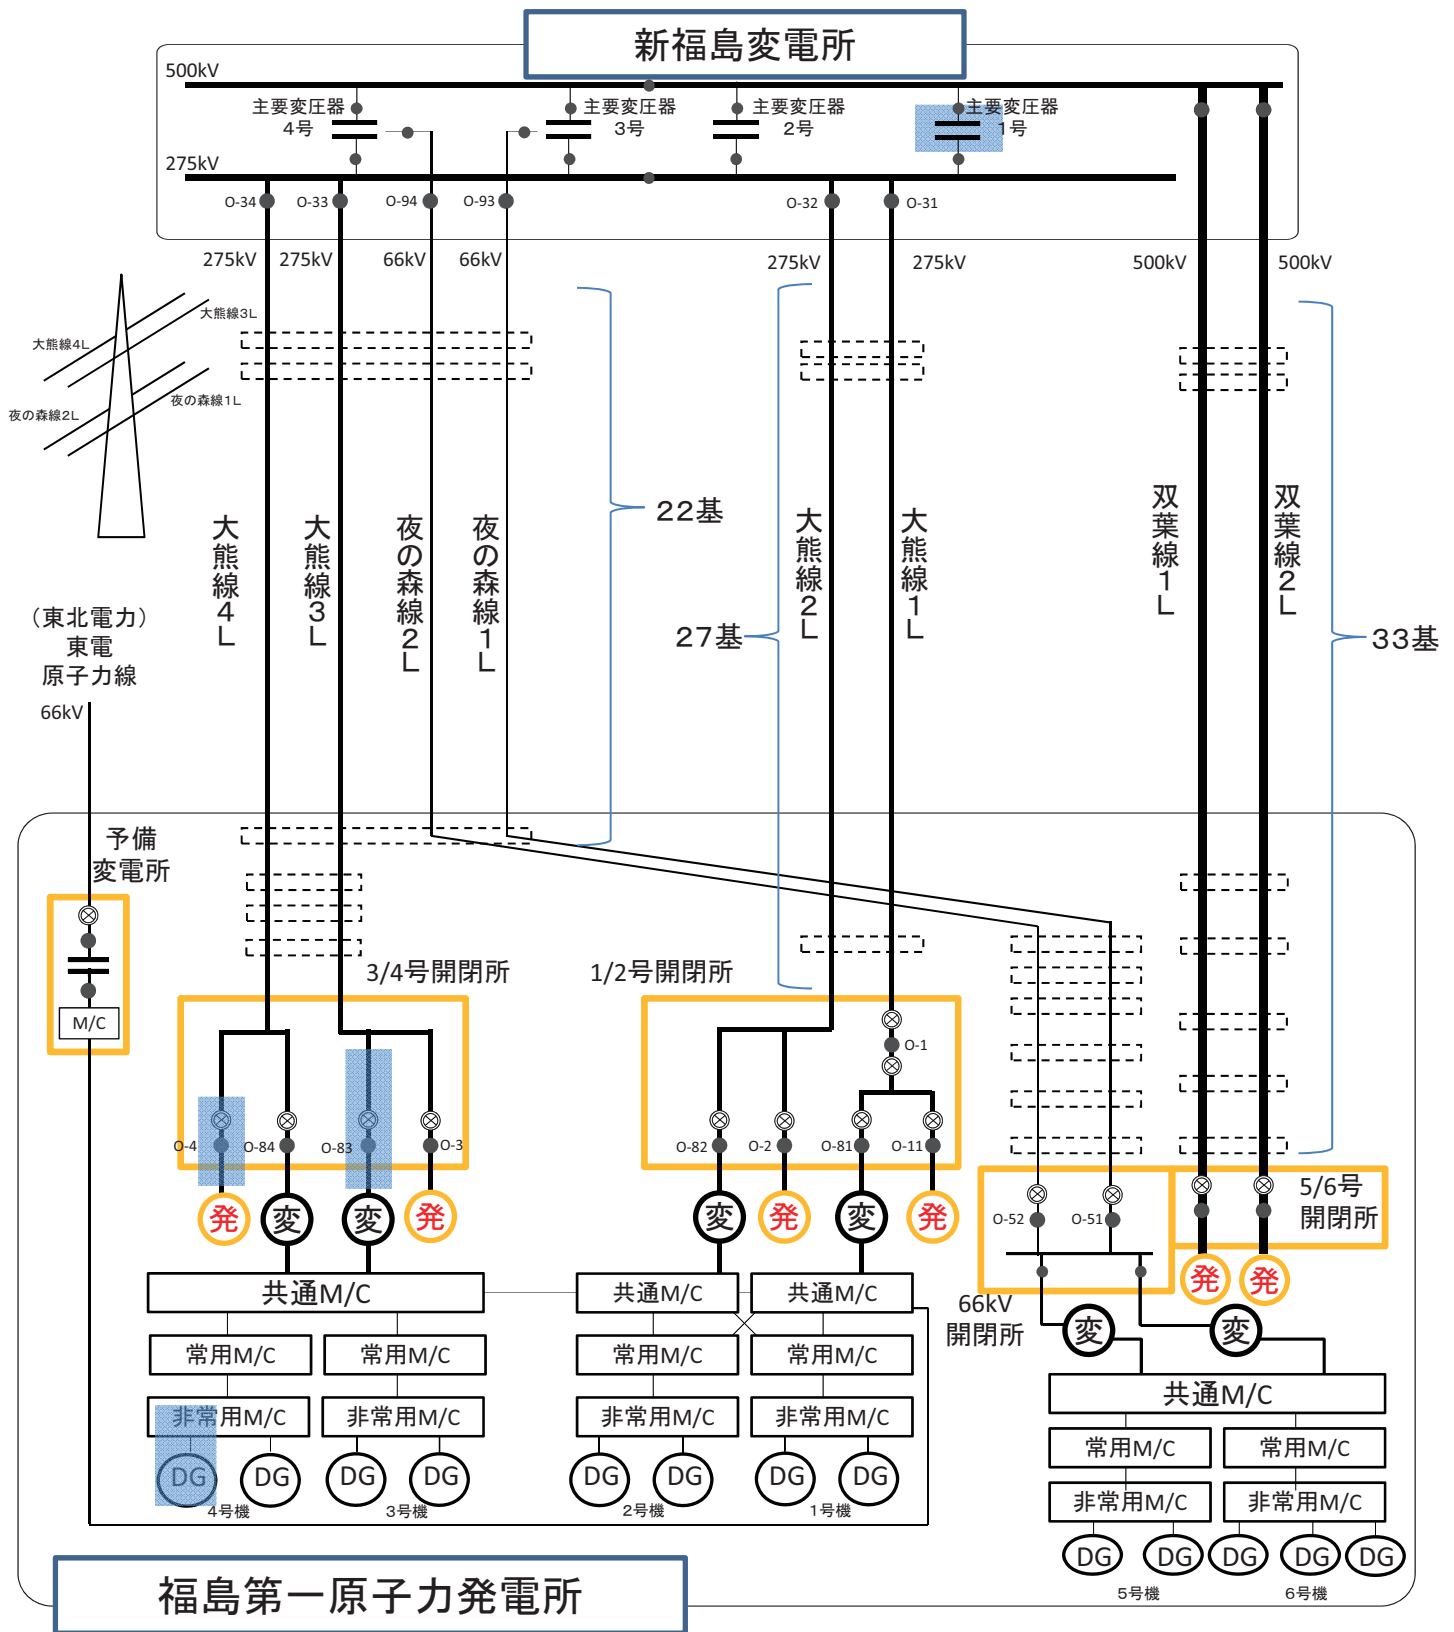 新福島変電所
500kV
主要変圧器
4号
主要変圧器
3号
主要変圧器
2号
主要変圧器
1号
275kV
O-34
O-33
O-94
O-93
O-32
O-31
275kV
275kV
66kV
66kV
275kV
275kV
500kV
500kV
大熊線3L
大熊線4L
夜の森線1L
夜の森線2L
22基
27基
33基
大熊線4L
大熊線3L
夜の森線2L
夜の森線1L
大熊線2L
大熊線1L
双葉線1L
双葉線2L
（東北電力）
東電
原子力線
66kV
予備
変電所
M/C
3/4号開閉所
1/2号開閉所
O-1
O-4
O-84
O-83
O-3
O-82
O-2
O-81
O-11
発
変
変
発
変
発
変
発
O-52
O-51
5/6号
開閉所
発
発
66kV
開閉所
変
変
共通M/C
共通M/C
共通M/C
常用M/C
常用M/C
常用M/C
常用M/C
非常用M/C
非常用M/C
非常用M/C
非常用M/C
DG
DG
DG
DG
DG
DG
DG
DG
4号機
3号機
2号機
1号機
共通M/C
常用M/C
常用M/C
非常用M/C
非常用M/C
DG
DG
DG
DG
DG
5号機
6号機
福島第一原子力発電所